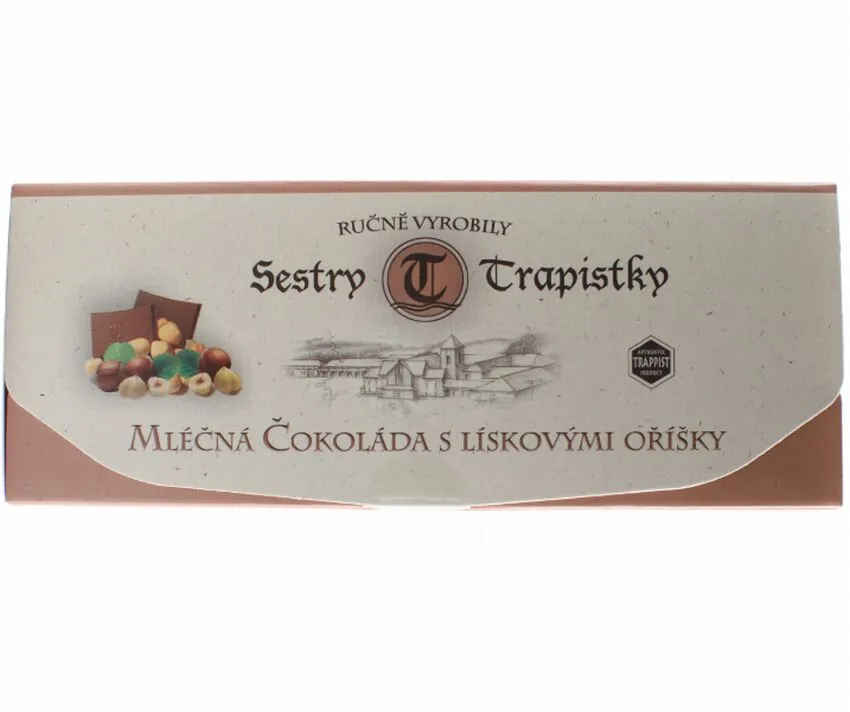 RUČNĚ VYROBILY
Sestry T Trapistky
AUTHENTIC
TRAPPIST
PRODUCT
MLÉČNÁ ČOKOLÁDA S LÍSKOVÝMI OŘÍŠKY